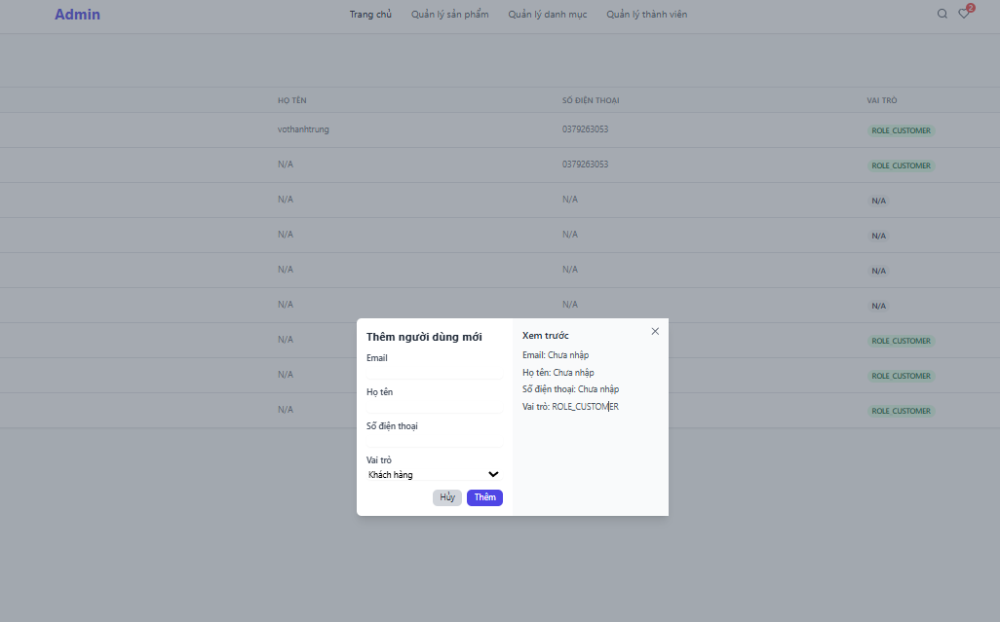 Admin
Trang chủ Quản lý sản phẩm Quản lý danh mục Quản lý thành viên 2
HỌ TÊN SỐ ĐIỆN THOẠI VAI TRÒ
vothanhtrung 0379263053 ROLE CUSTOMER
N/A 0379263053 ROLE CUSTOMER
N/A N/A N/A
N/A N/A N/A
N/A N/A N/A
N/A N/A N/A
N/A ROLE CUSTOMER
N/A ROLE CUSTOMER
N/A ROLE CUSTOMER
Thêm người dùng mới
Email
Họ tên
Số điện thoại
Vai trò
Khách hàng
Hủy Thêm
Xem trước
Email: Chưa nhập
Họ tên: Chưa nhập
Số điện thoại: Chưa nhập
Vai trò: ROLE_CUSTOMER